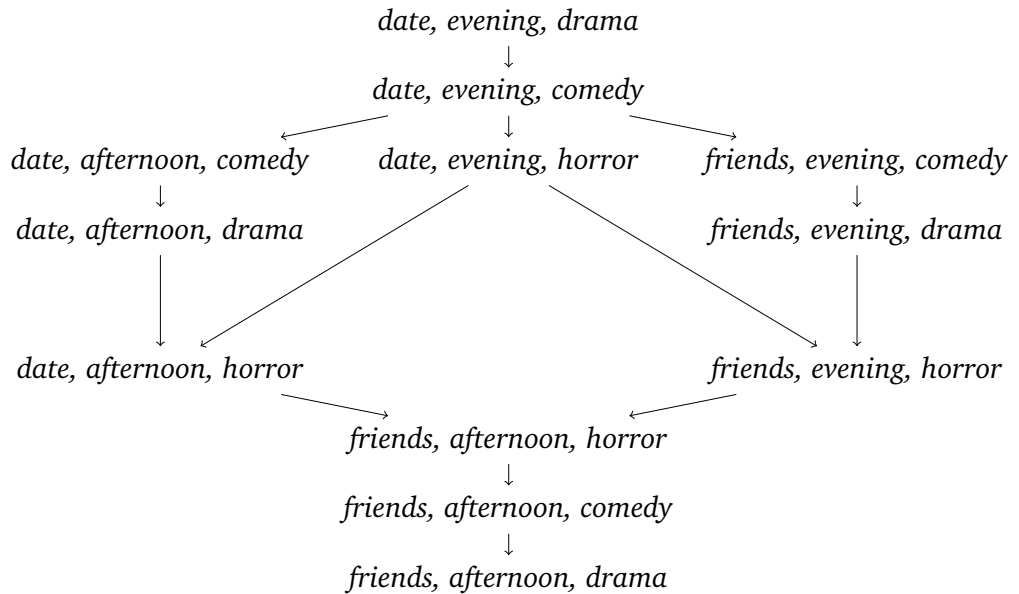 date, evening, drama
date, evening, comedy
date, afternoon, comedy
date, evening, horror
friends, evening, comedy
date, afternoon, drama
friends, evening, drama
date, afternoon, horror
friends, evening, horror
friends, afternoon, horror
friends, afternoon, comedy
friends, afternoon, drama